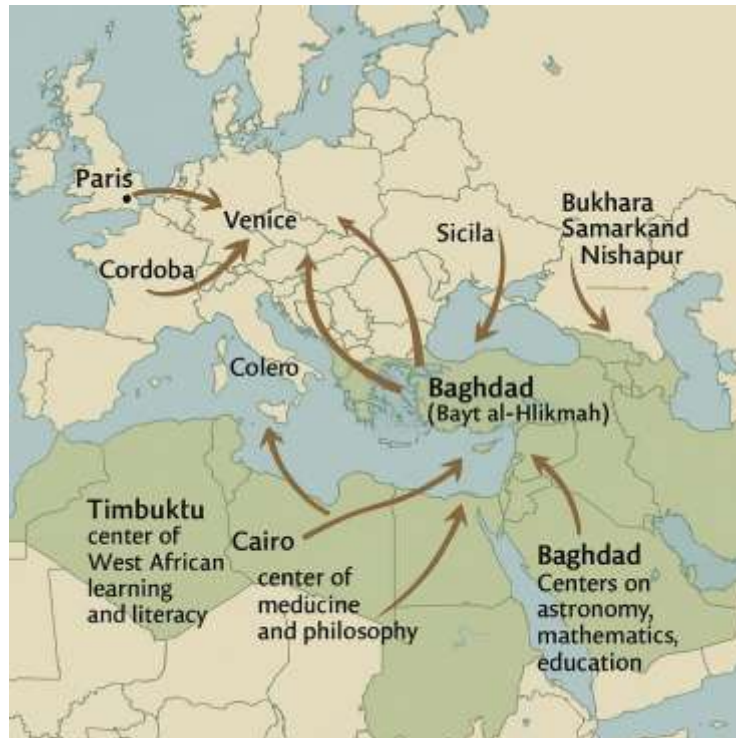 Paris
Venice
Cordoba
Sicila
Bukhara
Samarkand
Nishapur
Colero
Baghdad
(Bayt al-Hlikmah)
Timbuktu
center of
West African
learning
and literacy
Cairo
center of
meducine
and philosophy
Baghdad
Centers on
astronomy,
mathematics,
education